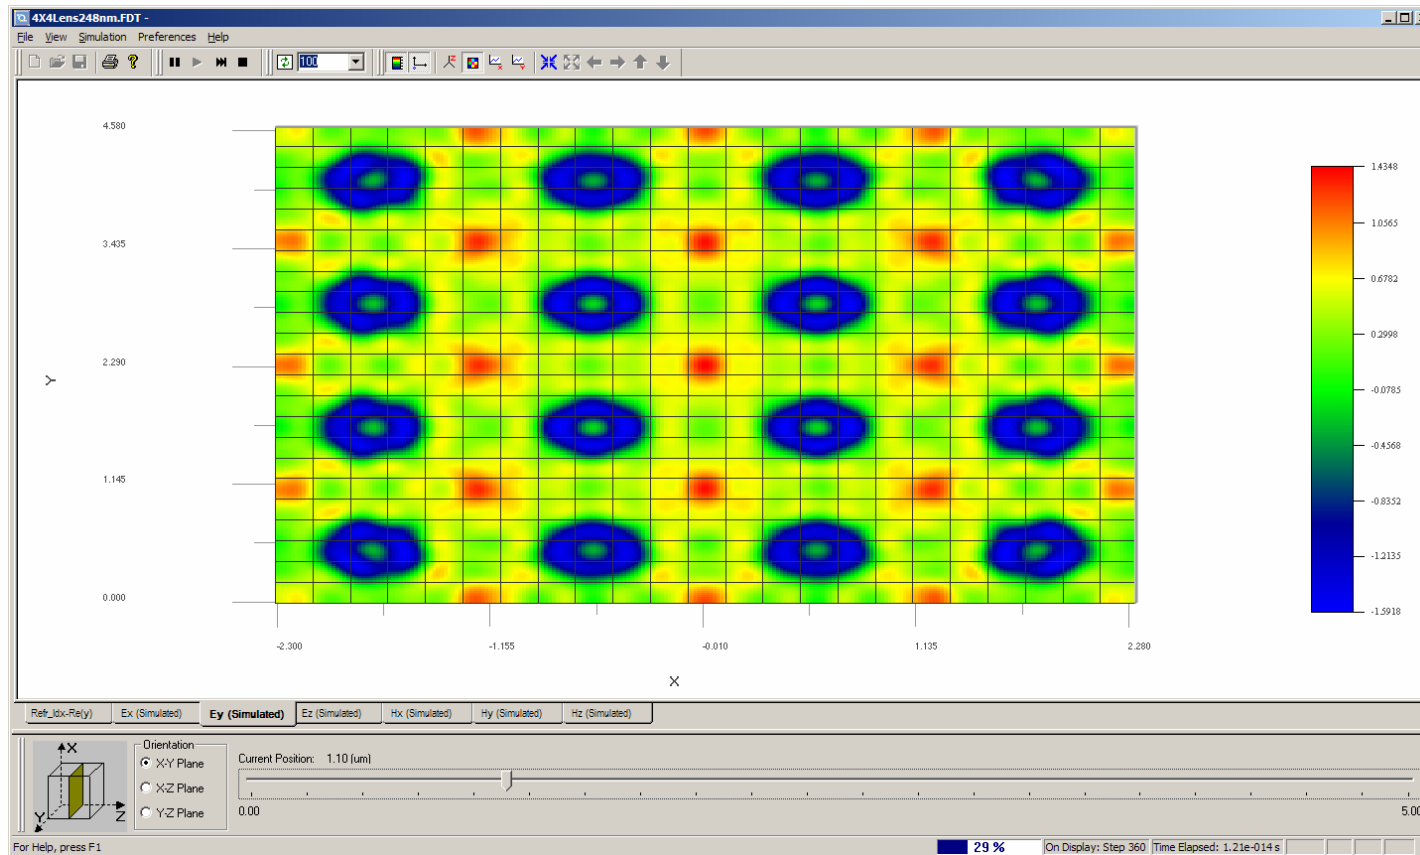 4X4Lens248nm.FDT -
File View Simulation Preferences Help
100
4.580
3.435
2.290
1.145
0.000
Y
-2.300 -1.155 -0.010 1.135 2.280
X
1.4348
1.0565
0.6782
0.2998
-0.0785
-0.4568
-0.8352
-1.2135
-1.5918
Refr_Idx-Re(y) Ex (Simulated) Ey (Simulated) Ez (Simulated) Hx (Simulated) Hy (Simulated) Hz (Simulated)
X
Y
Z
Orientation
X-Y Plane
X-Z Plane
Y-Z Plane
Current Position: 1.10 (um)
0.00 5.00
For Help, press F1 29 % On Display: Step 360 Time Elapsed: 1.21e-014 s